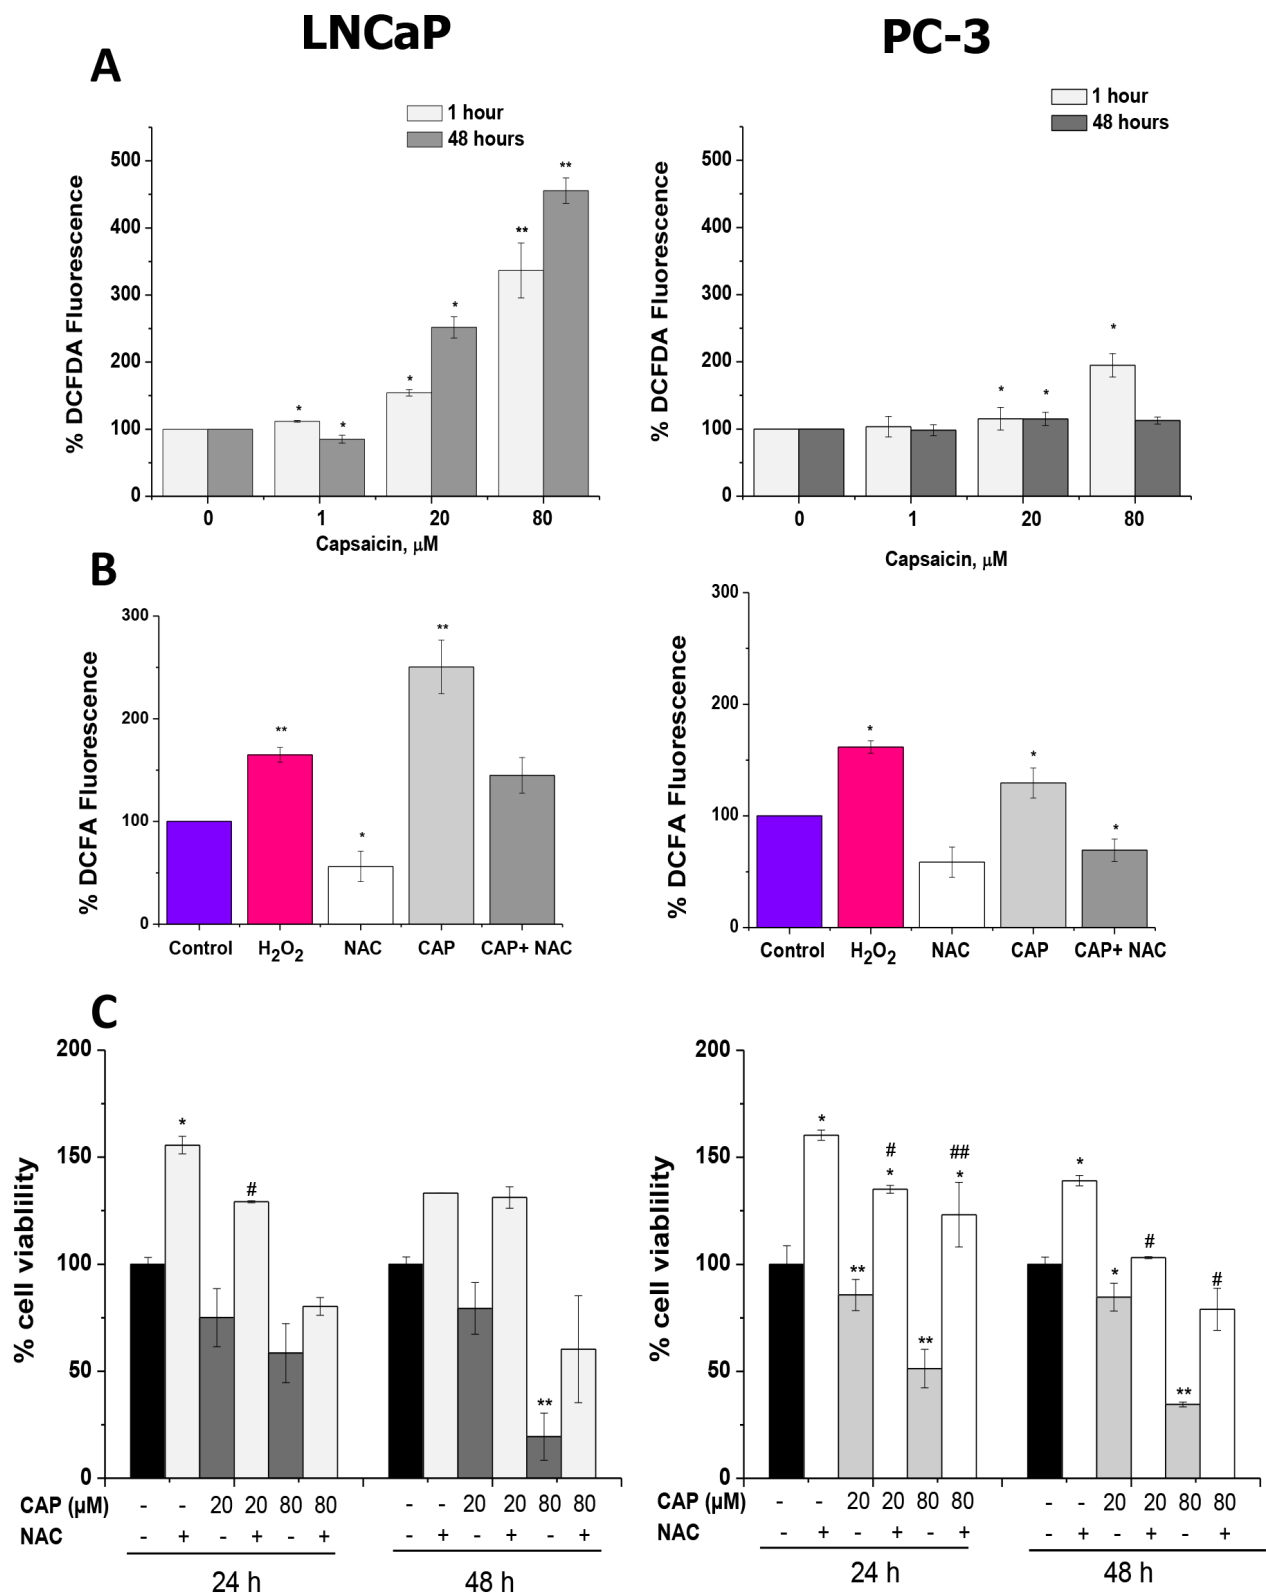 LNCaP
PC-3
A
1 hour
48 hours
% DCFDA Fluorescence
500
400
300
200
100
0
*
*
*
*
**
**
0 1 20 80
Capsaicin, μM
1 hour
48 hours
% DCFDA Fluorescence
500
400
300
200
100
0
*
*
*
0 1 20 80
Capsaicin, μM
B
% DCFA Fluorescence
300
200
100
0
**
*
**
Control H2O2 NAC CAP CAP+ NAC
% DCFA Fluorescence
300
200
100
0
*
*
*
Control H2O2 NAC CAP CAP+ NAC
C
% cell viablility
200
150
100
50
0
*
#
**
CAP (µM) - - 20 20 80 80 - - 20 20 80 80
NAC - + - + - + - + - + - +
24 h 48 h
% cell viablility
200
150
100
50
0
*
**
#
*
**
##
*
*
*
#
**
#
CAP (µM) - - 20 20 80 80 - - 20 20 80 80
NAC - + - + - + - + - + - +
24 h 48 h